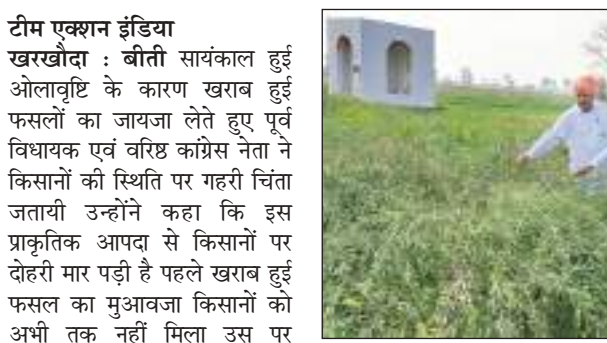 टीम एक्शन इंडिया
खरखौदा : बीती सायंकाल हुई
ओलावृष्टि के कारण खराब हुई
फसलों का जायजा लेते हुए पूर्व
विधायक एवं वरिष्ठ कांग्रेस नेता ने
किसानों की स्थिति पर गहरी चिंता
जतायी उन्होंने कहा कि इस
प्राकृतिक आपदा से किसानों पर
दोहरी मार पड़ी है पहले खराब हुई
फसल का मुआवजा किसानों को
अभी तक नहीं मिला उस पर